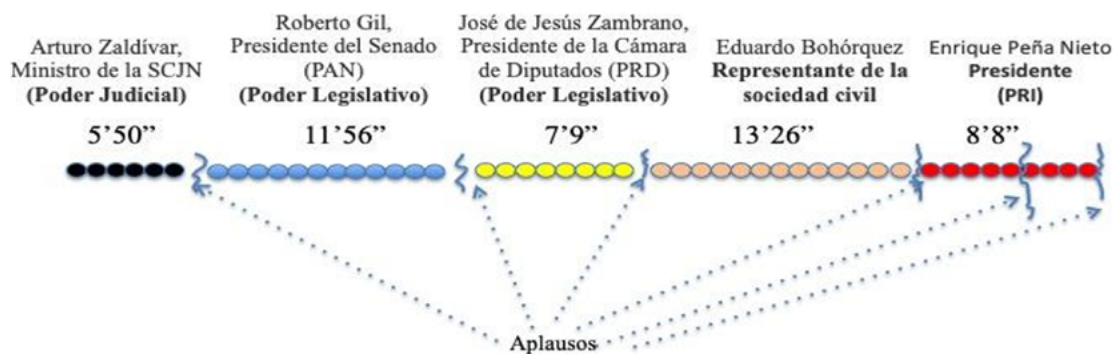 Arturo Zaldívar,
Ministro de la SCJN
(Poder Judicial)
5’50”
Roberto Gil,
Presidente del Senado
(PAN)
(Poder Legislativo)
11’56”
José de Jesús Zambrano,
Presidente de la Cámara
de Diputados (PRD)
(Poder Legislativo)
7’9”
Eduardo Bohórquez
Representante de la
sociedad civil
13’26”
Enrique Peña Nieto
Presidente
(PRI)
8’8”
Aplausos